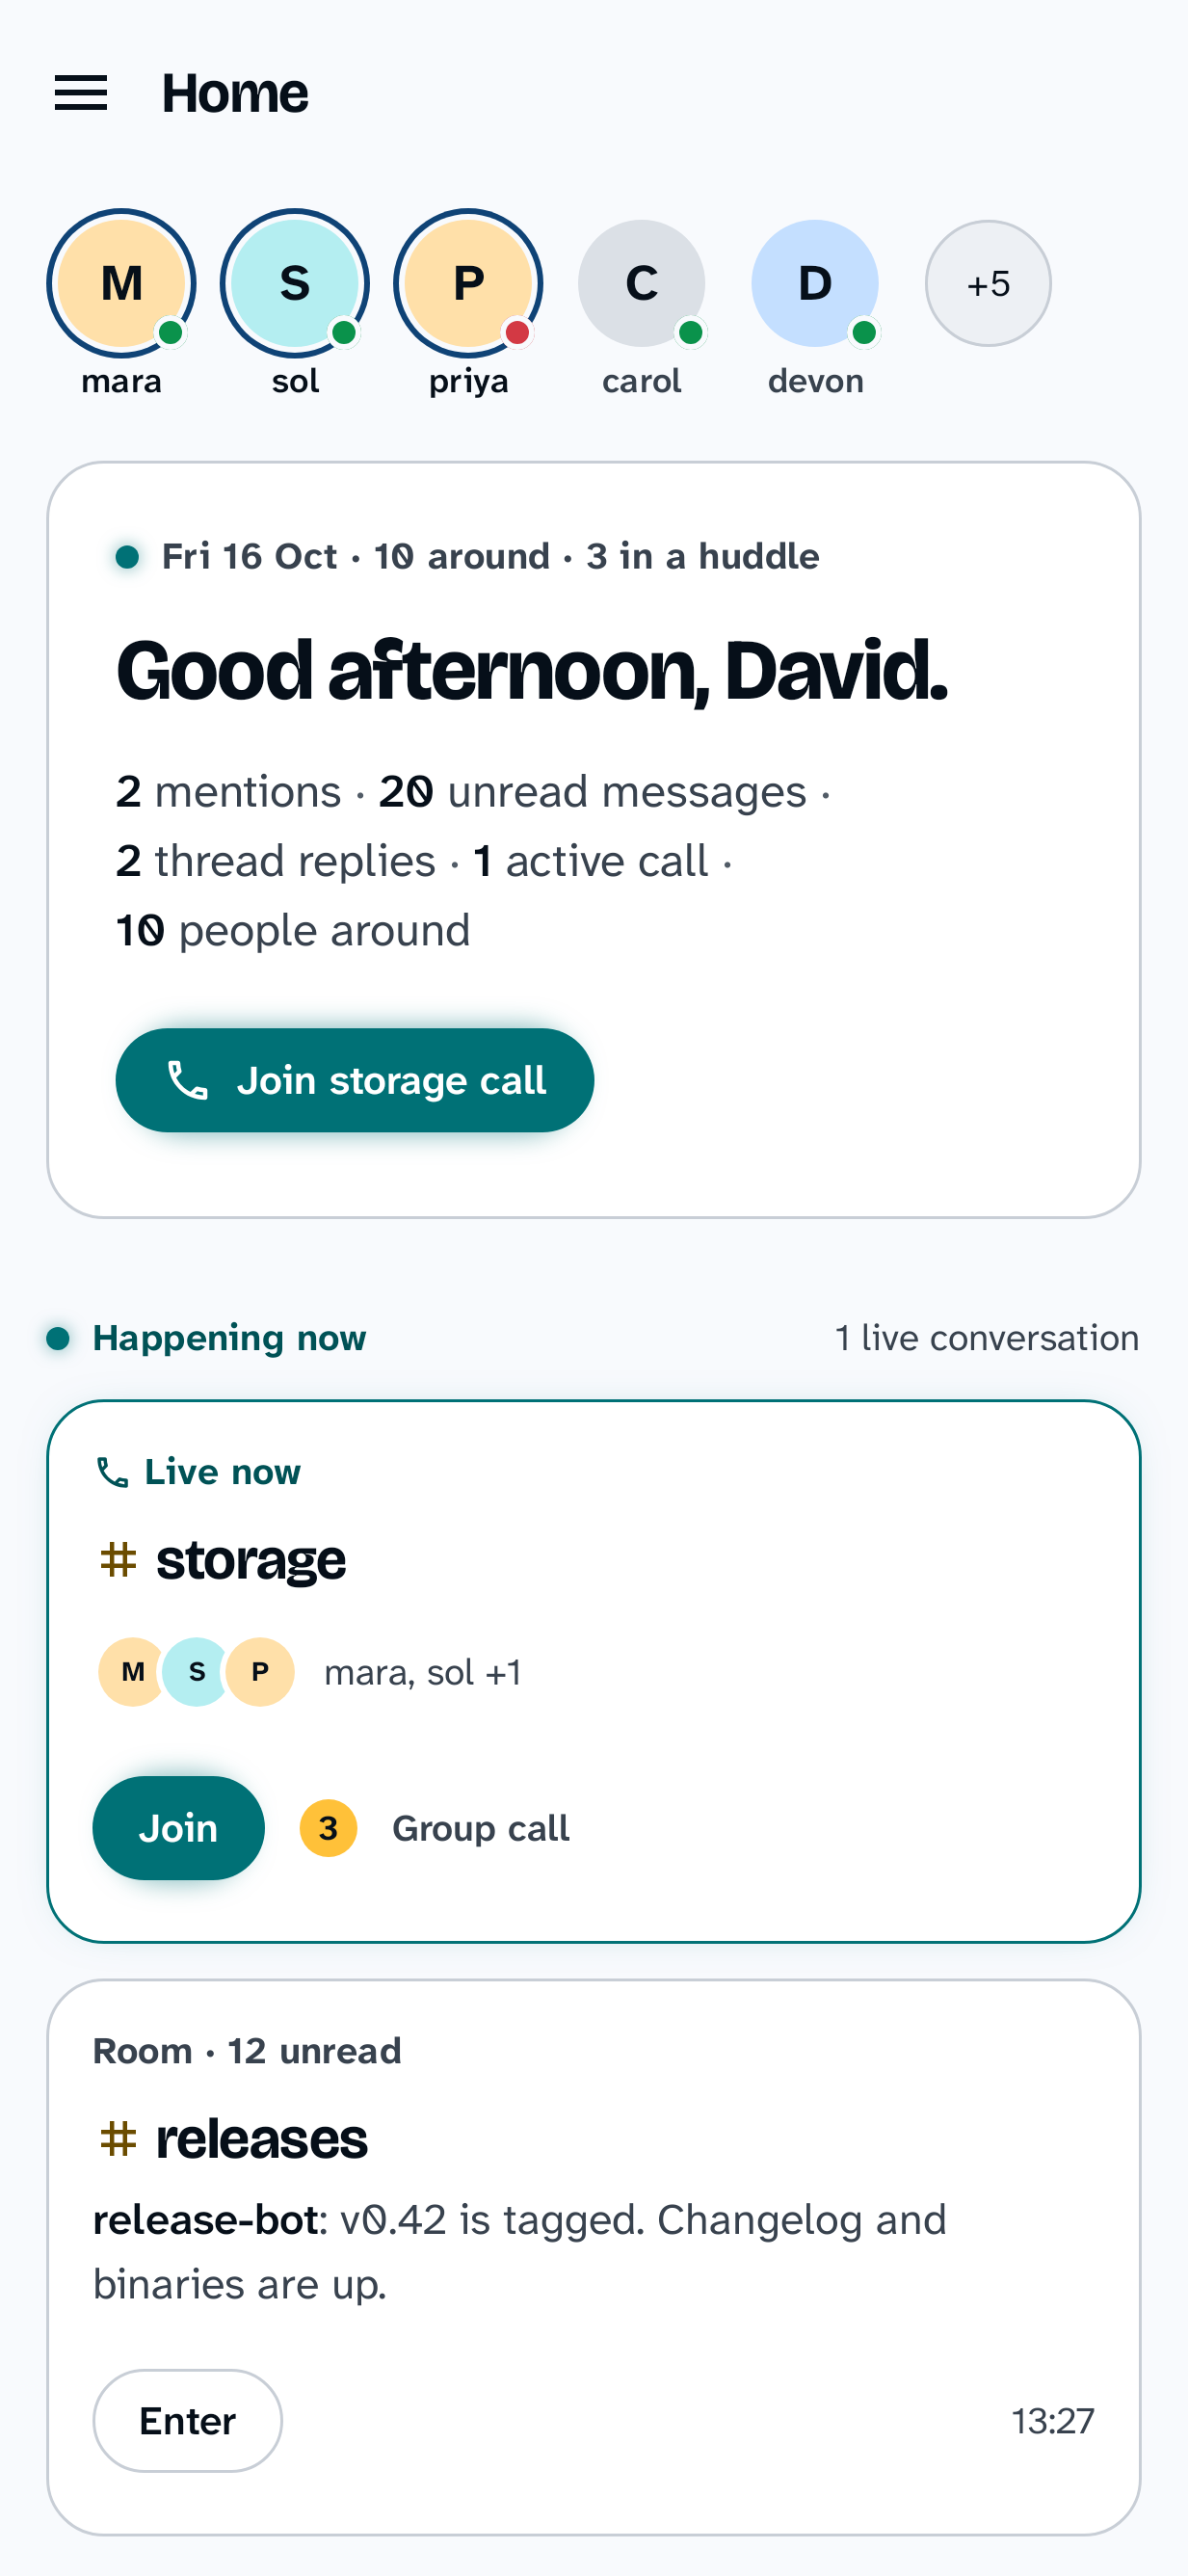 Home
M S P C D +5
mara sol priya carol devon
Fri 16 Oct · 10 around · 3 in a huddle
Good afternoon, David.
2 mentions · 20 unread messages ·
2 thread replies · 1 active call ·
10 people around
Join storage call
Happening now 1 live conversation
Live now
# storage
M S P mara, sol +1
Join 3 Group call
Room · 12 unread
# releases
release-bot: v0.42 is tagged. Changelog and
binaries are up.
Enter 13:27